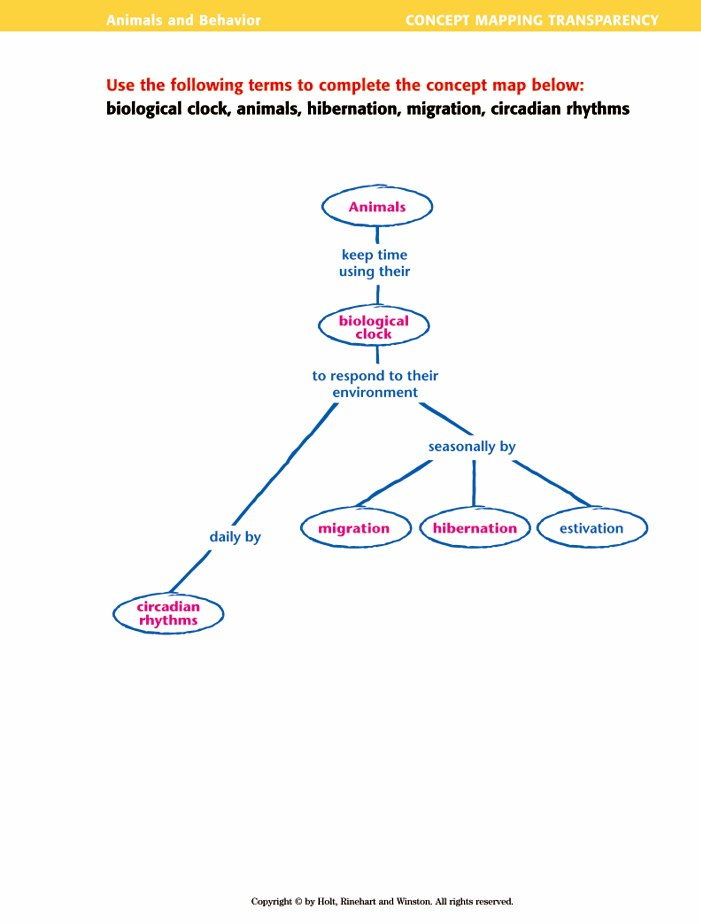 Animals and Behavior
CONCEPT MAPPING TRANSPARENCY
Use the following terms to complete the concept map below:
biological clock, animals, hibernation, migration, circadian rhythms
Animals
keep time
using their
biological
clock
to respond to their
environment
seasonally by
migration
hibernation
estivation
daily by
circadian
rhythms
Copyright © by Holt, Rinehart and Winston. All rights reserved.